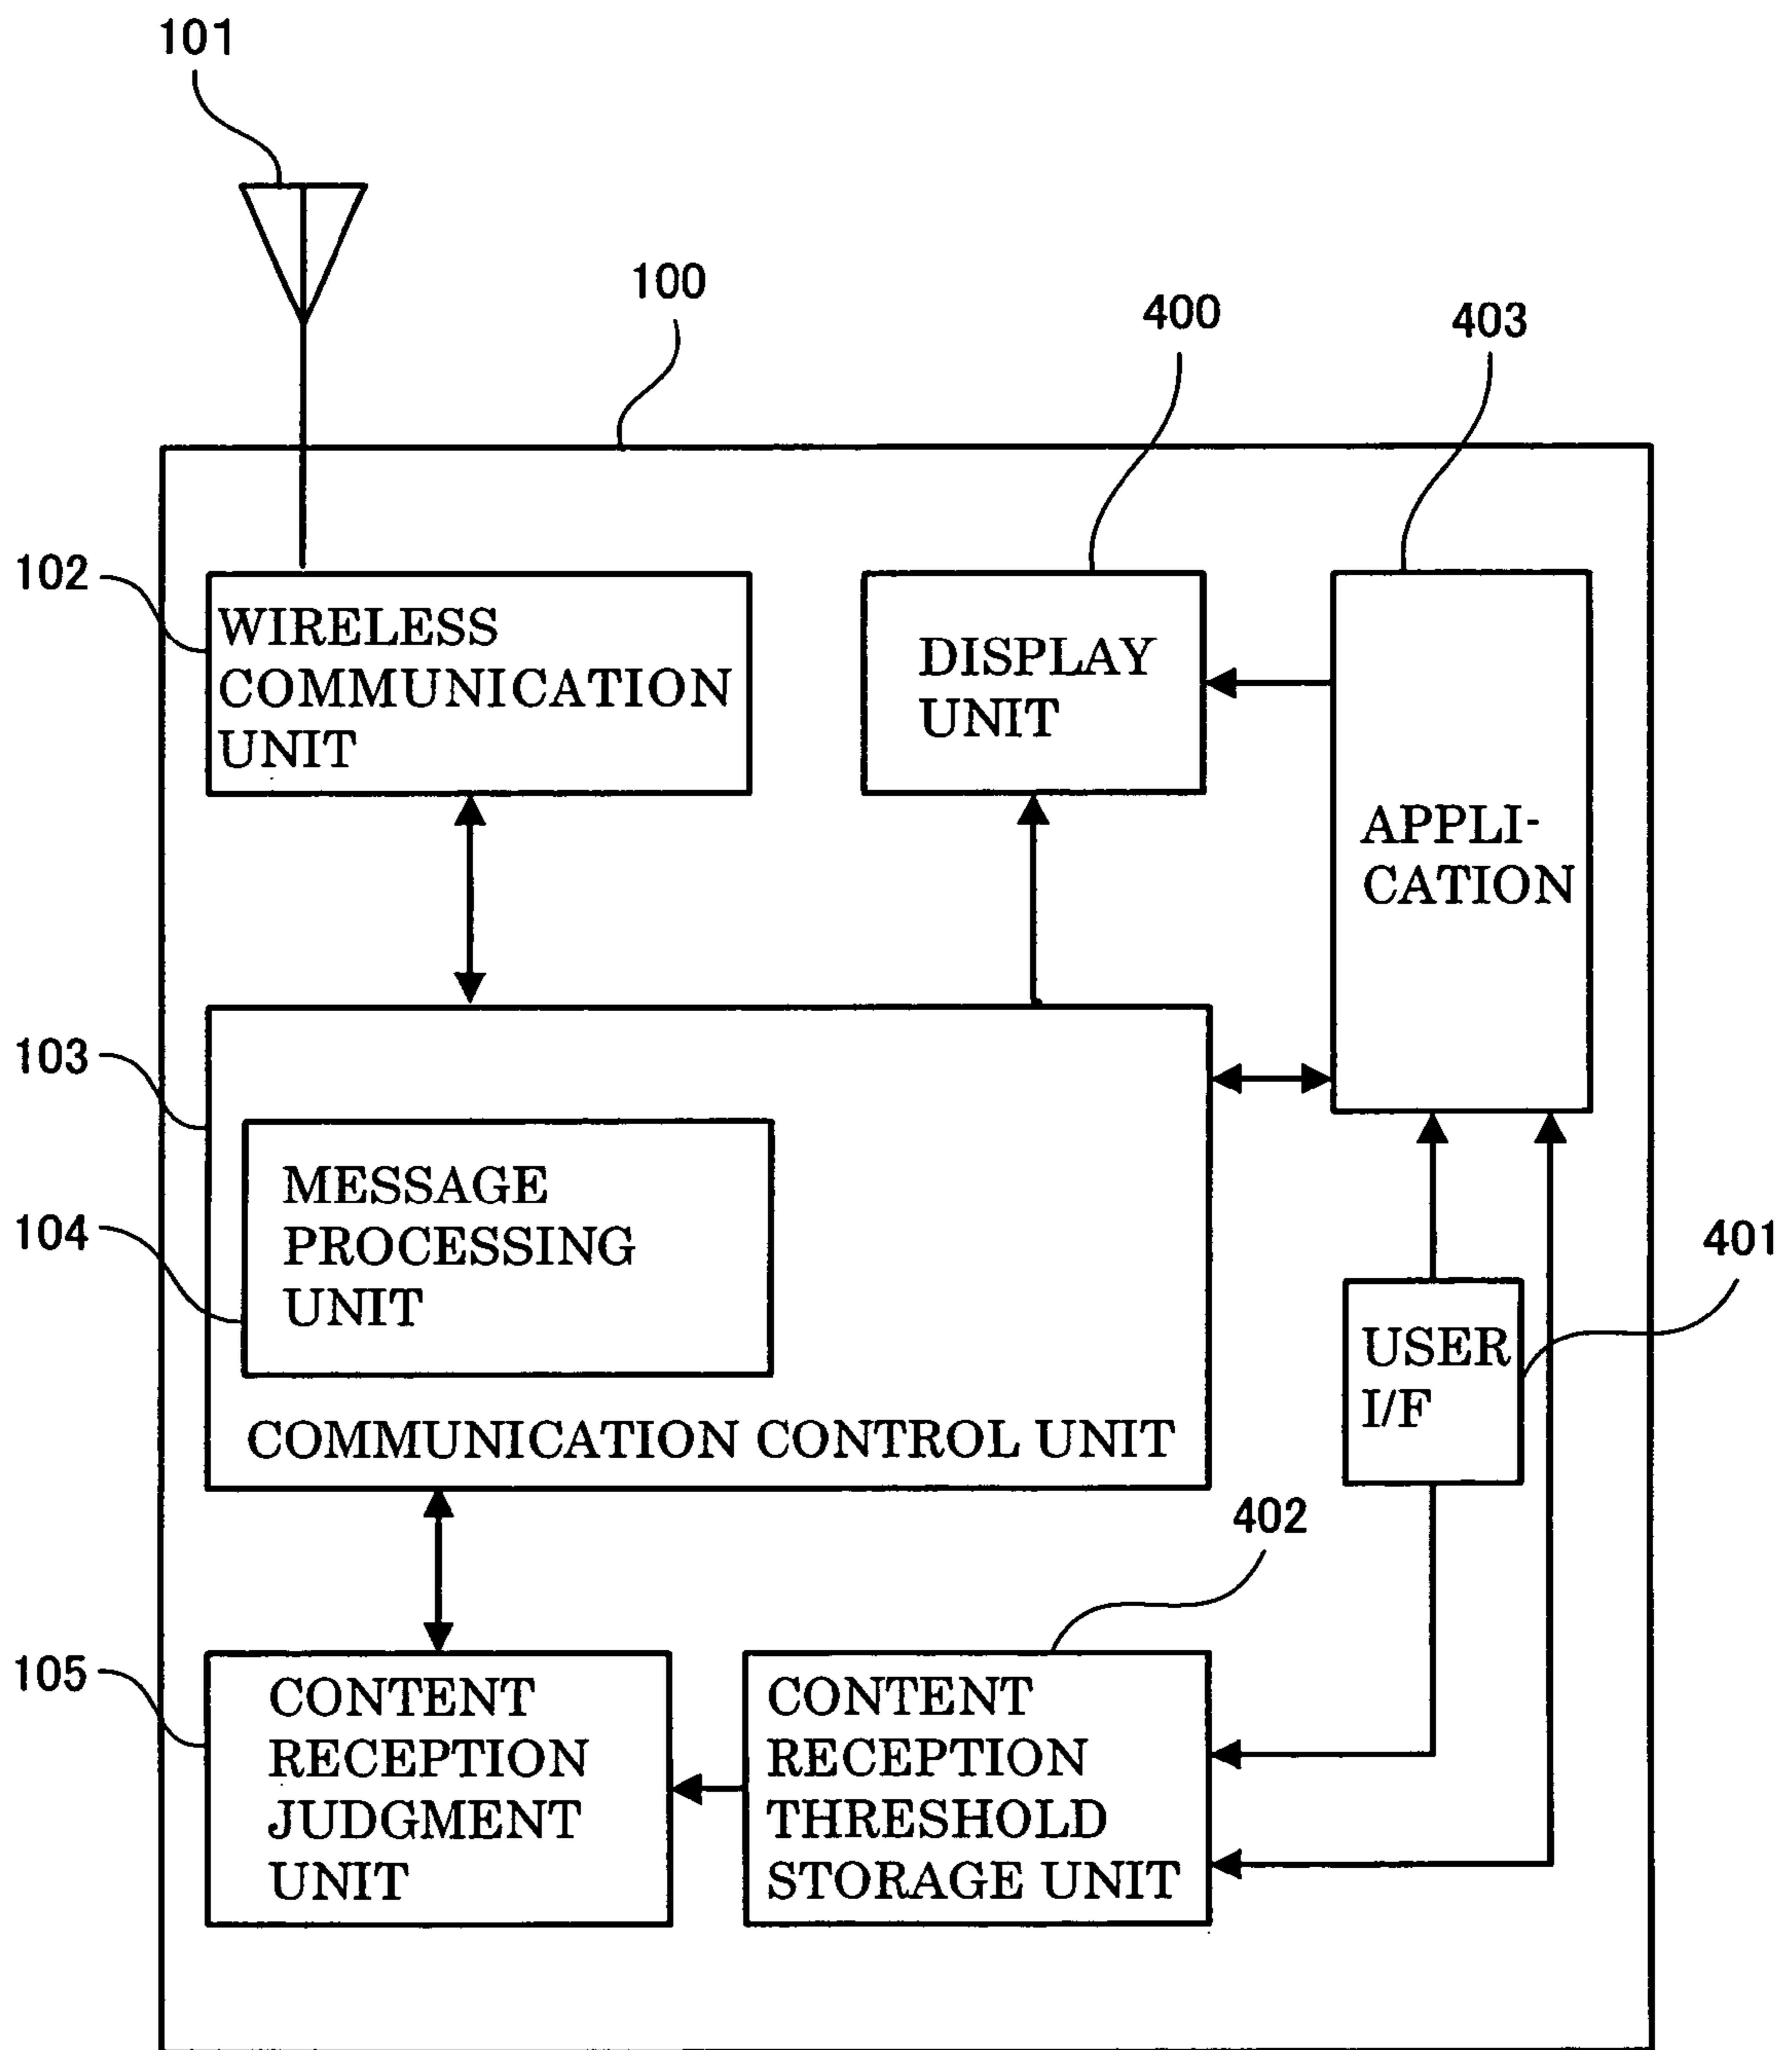 101
100
400
403
102
WIRELESS
COMMUNICATION
UNIT
DISPLAY
UNIT
APPLI-
CATION
103
MESSAGE
PROCESSING
UNIT
104
COMMUNICATION CONTROL UNIT
401
USER
I/F
402
105
CONTENT
RECEPTION
JUDGMENT
UNIT
CONTENT
RECEPTION
THRESHOLD
STORAGE UNIT